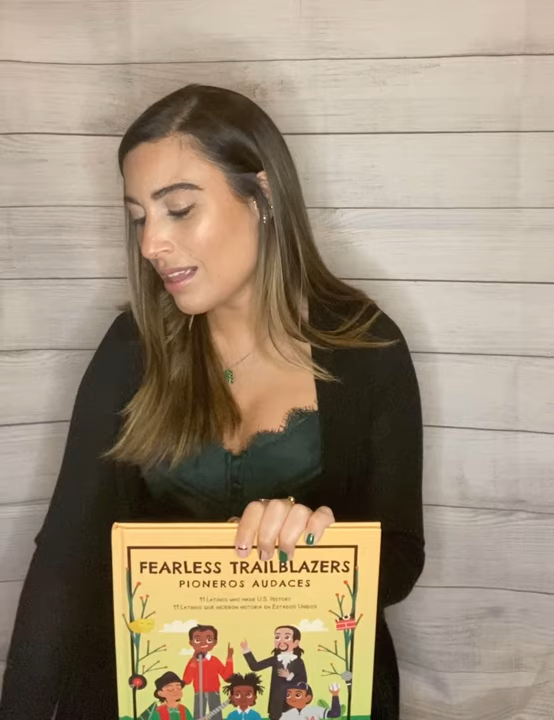 FEARLESS TRAILBLAZERS
PIONEROS AUDACES
11 LATINOS WHO MADE U.S. HISTORY
11 LATINOS QUE HICIERON HISTORIA EN ESTADOS UNIDOS